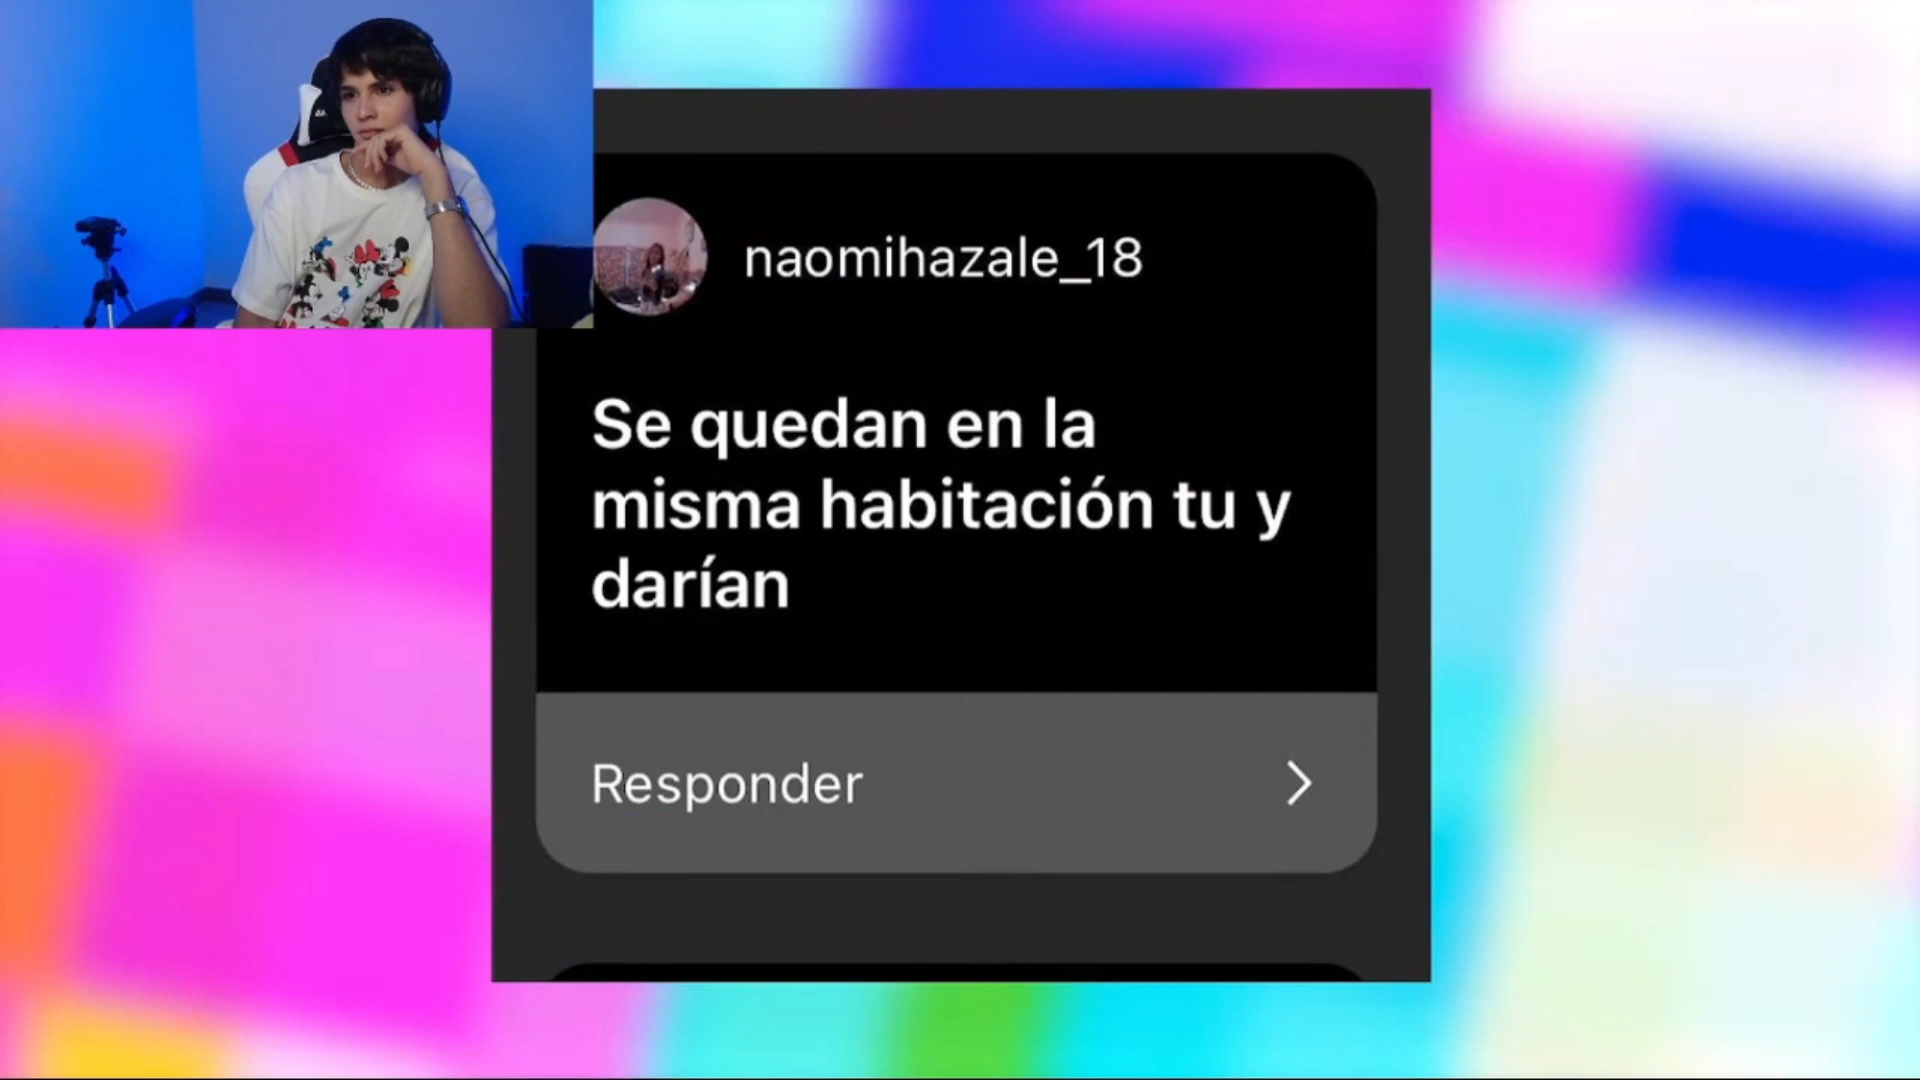 naomihazale_18
Se quedan en la
misma habitación tu y
darían
Responder